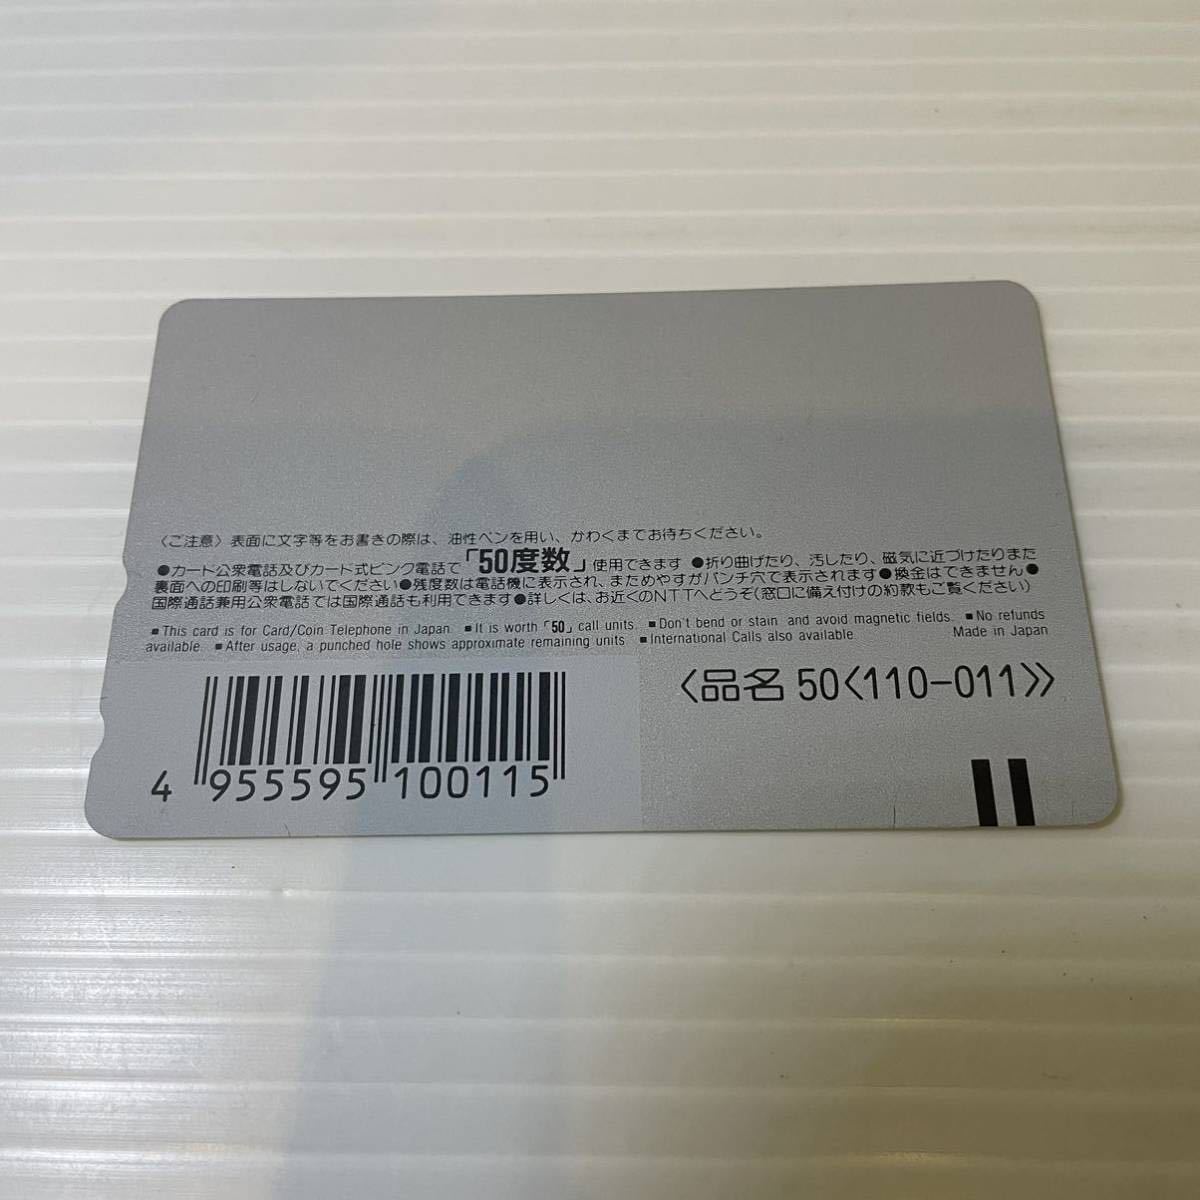 〈ご注意〉表面に文字等をお書きの際は、油性ペンを用い、かわくまでお待ちください。
●カード公衆電話及びカード式ピンク電話で「50度数」使用できます ●折り曲げたり、汚したり、磁気に近づけたりまた
裏面への印刷等はしないでください●残度数は電話機に表示され、まためやすがパンチ穴で表示されます●換金はできません●
国際通話兼用公衆電話では国際通話も利用できます●詳しくは、お近くのNTTへどうぞ(窓口に備え付けの約款もご覧ください)
■This card is for Card/Coin Telephone in Japan. ■It is worth「50」call units. ■Don't bend or stain and avoid magnetic fields. ■No refunds
available. ■After usage, a punched hole shows approximate remaining units. ■International Calls also available. Made in Japan
〈品名 50〈110-011〉〉
4 955595 100115